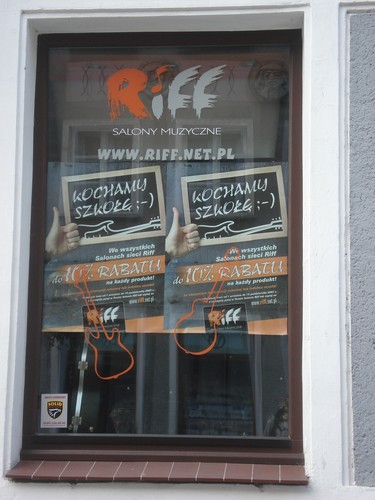 Riff
SALONY MUZYCZNE
WWW.RIFF.NET.PL
KOCHAMY
SZKOŁĘ ;-)
We wszystkich
Salonach sieci Riff
do 10% RABATU
na każdy produkt!
Riff
KOCHAMY
SZKOŁĘ ;-)
We wszystkich
Salonach sieci Riff
do 10% RABATU
na każdy produkt!
Riff
SOLID